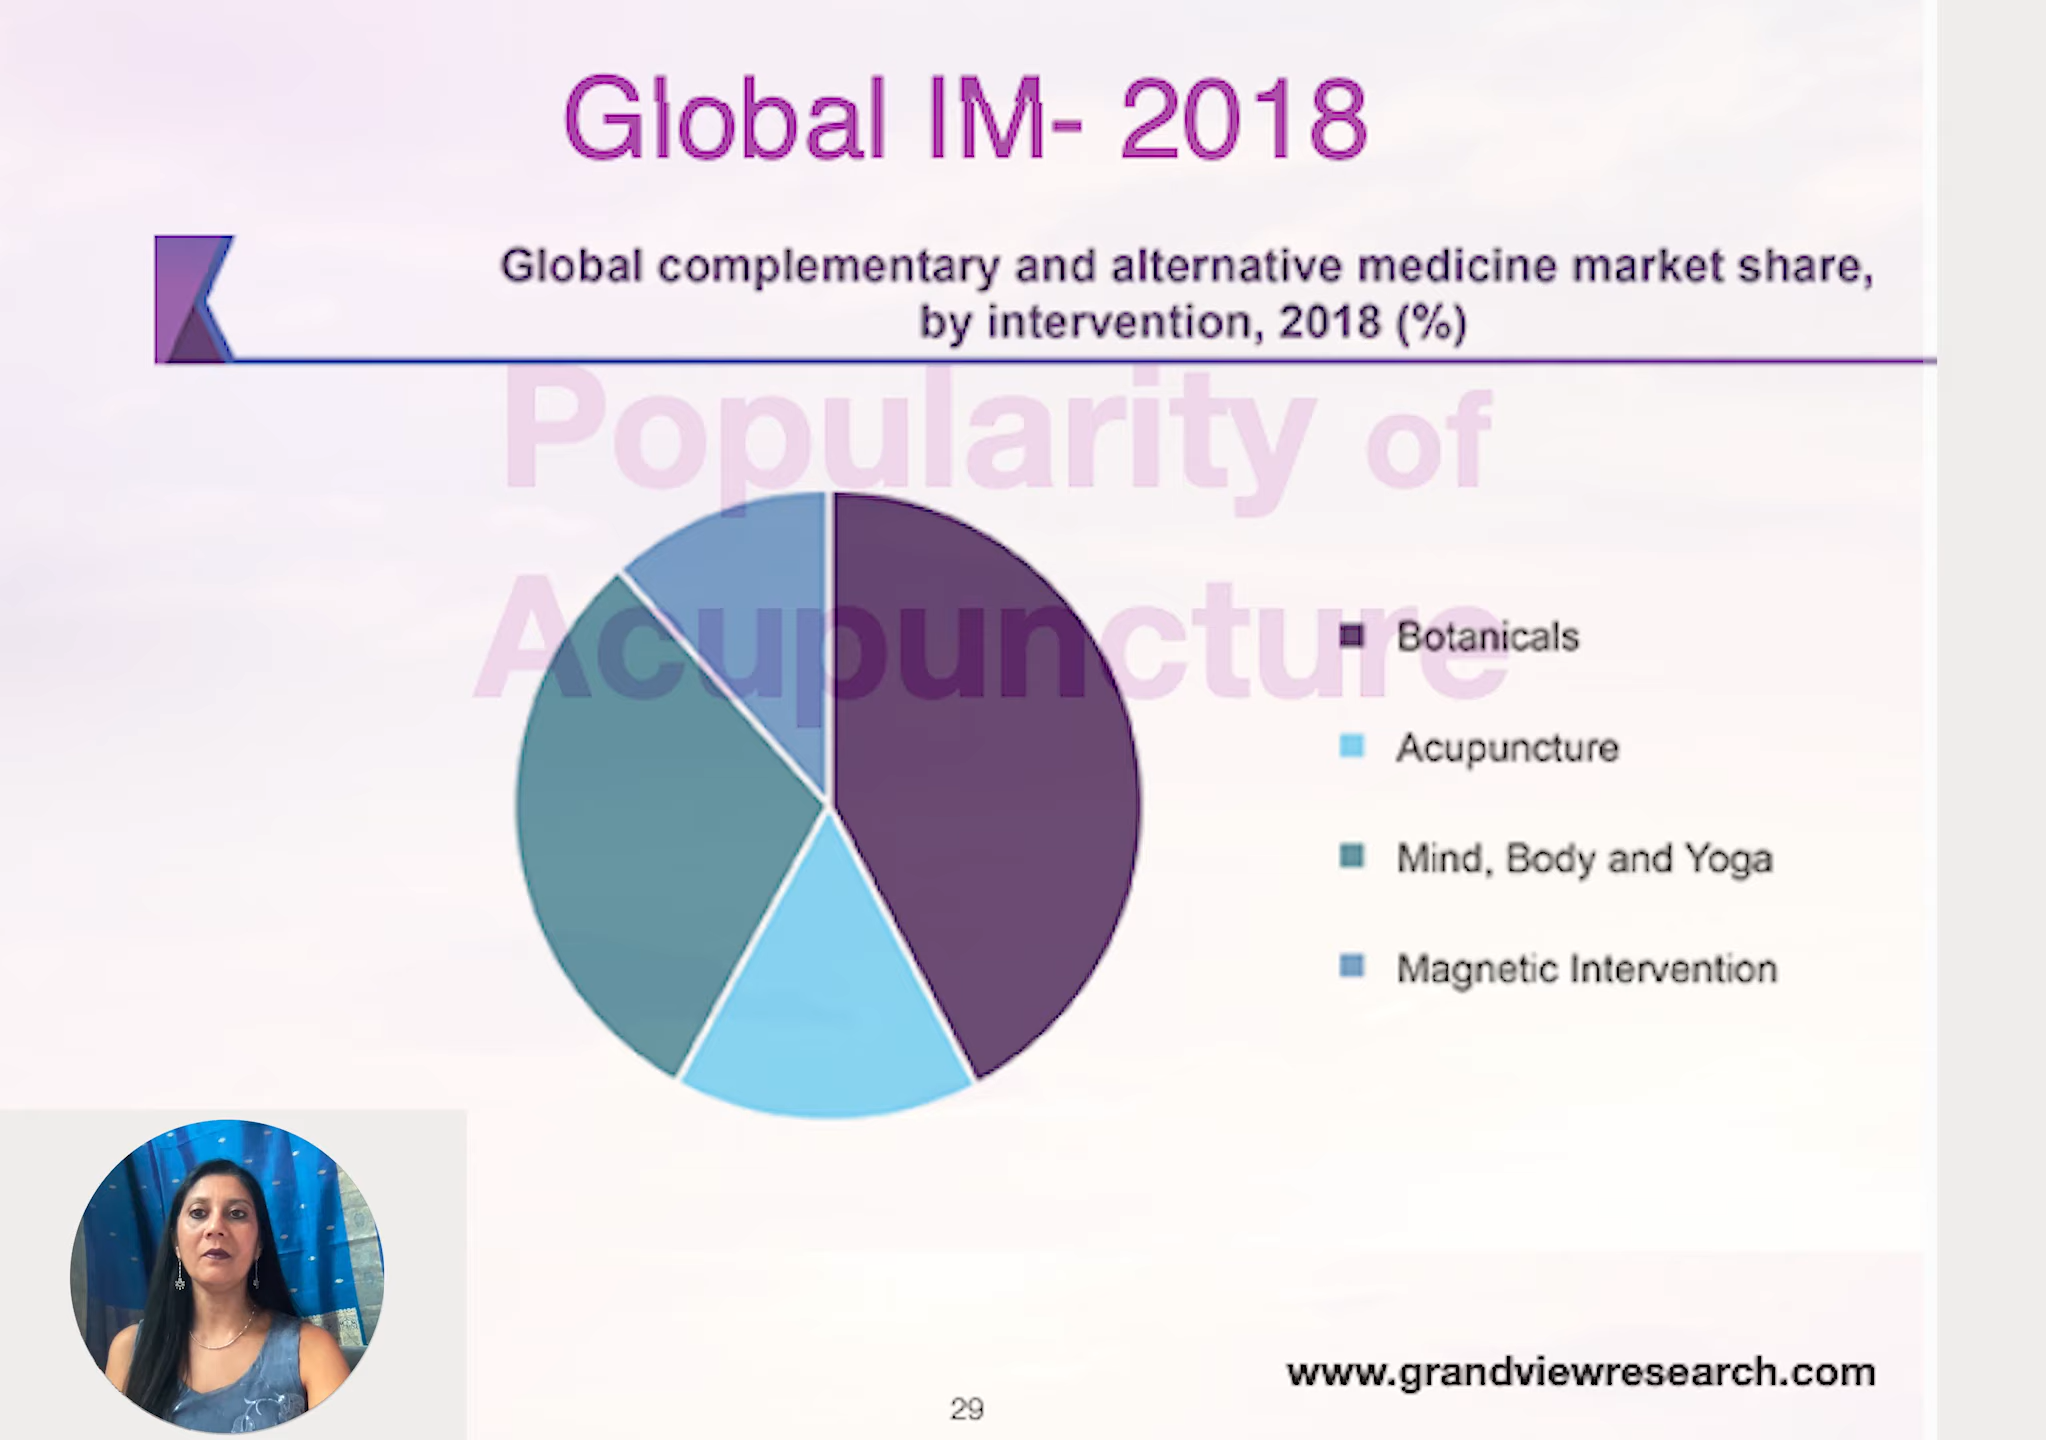 Global IM- 2018
Global complementary and alternative medicine market share,
by intervention, 2018 (%)
Popularity of
Acupuncture
Botanicals
Acupuncture
Mind, Body and Yoga
Magnetic Intervention
www.grandviewresearch.com
29